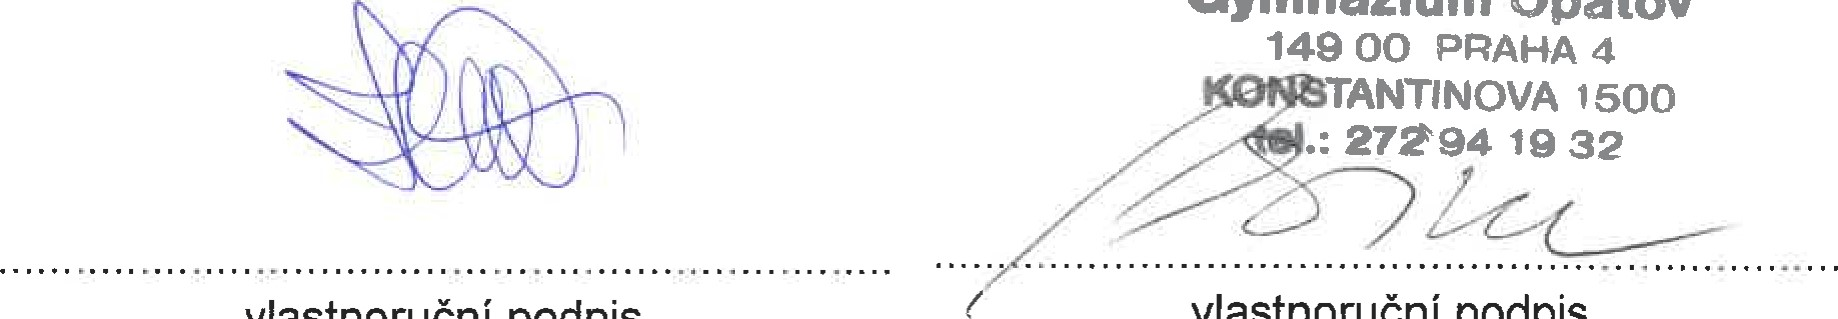 Gymnázium Opatov
149 00 PRAHA 4
KONSTANTINOVA 1500
tel.: 272 94 19 32
vlastnoruční podpis
vlastnoruční podpis